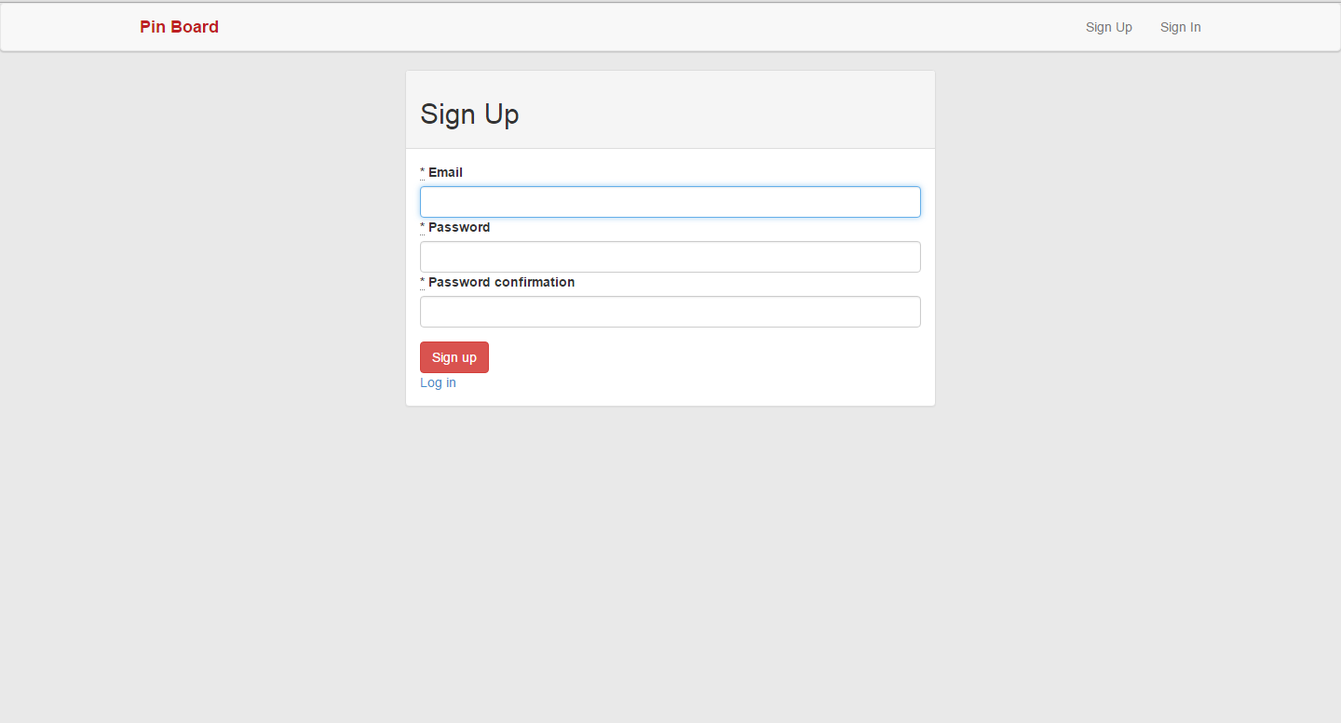 Pin Board Sign Up Sign In
Sign Up
* Email
* Password
* Password confirmation
Sign up
Log in